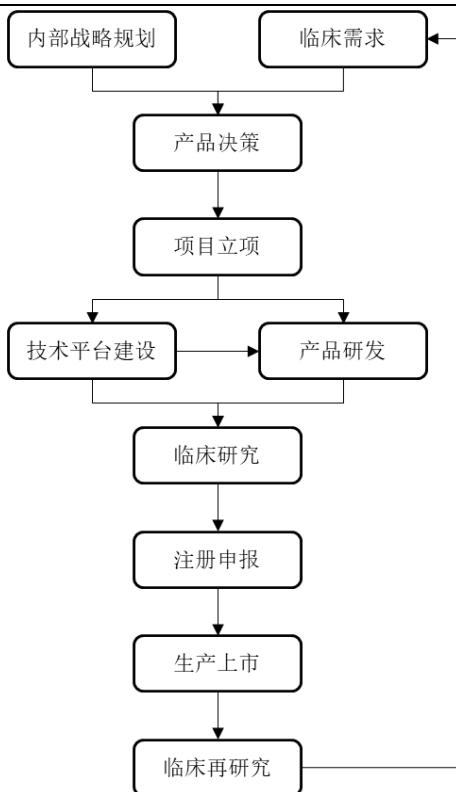 内部战略规划
临床需求
产品决策
项目立项
技术平台建设
产品研发
临床研究
注册申报
生产上市
临床再研究